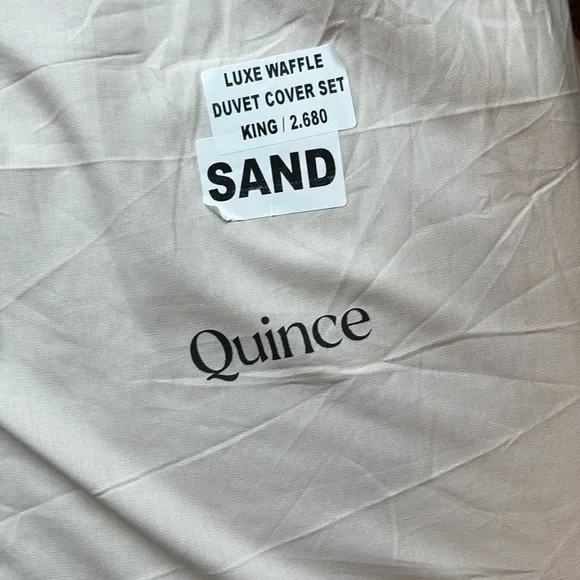 LUXE WAFFLE
DUVET COVER SET
KING / 2.680
SAND
Quince